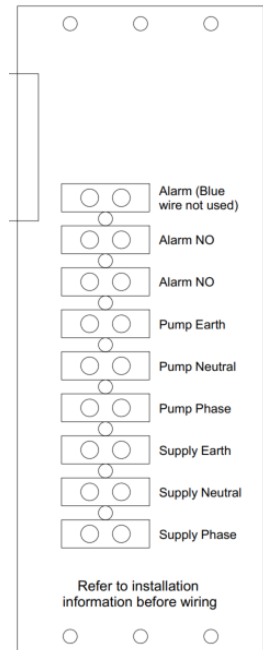 Alarm (Blue
wire not used)
Alarm NO
Alarm NO
Pump Earth
Pump Neutral
Pump Phase
Supply Earth
Supply Neutral
Supply Phase
Refer to installation
information before wiring